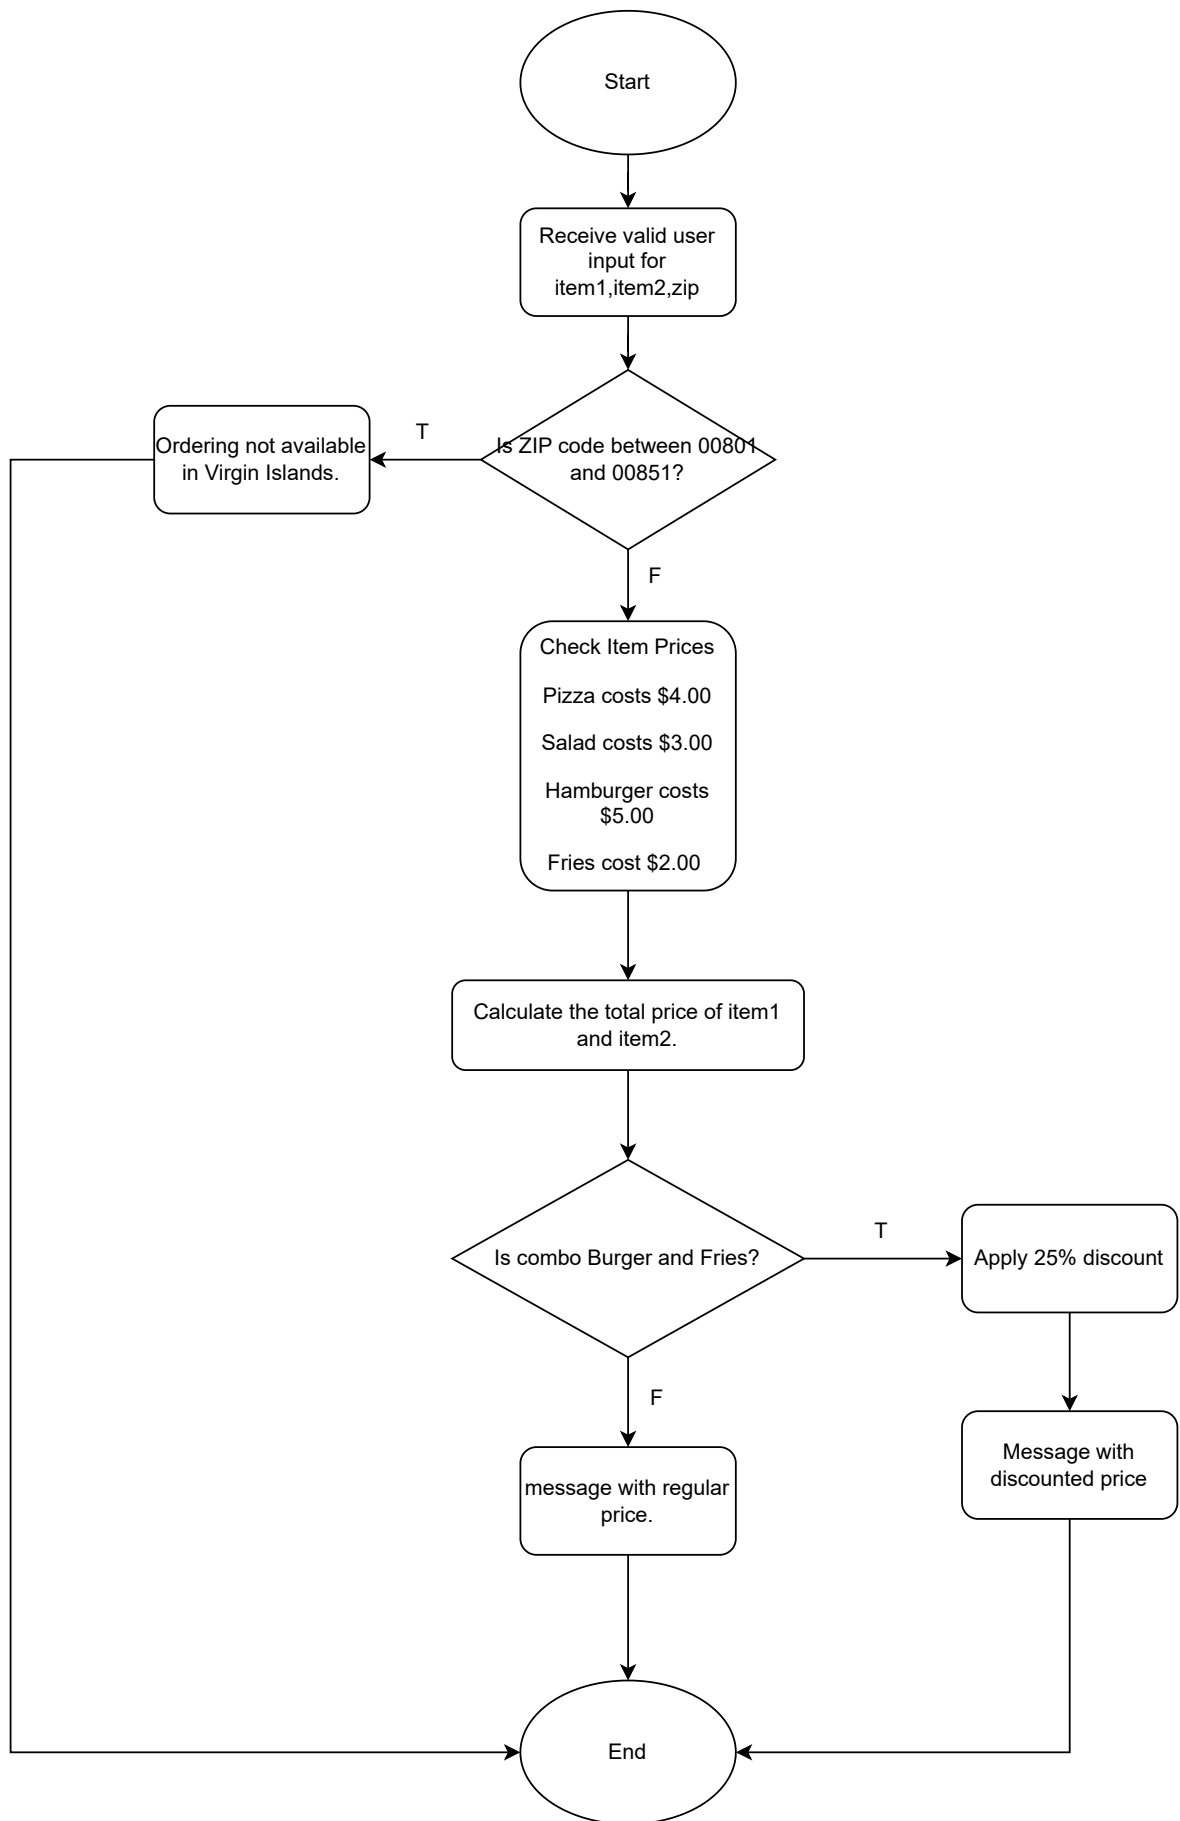 Start
Receive valid user
input for
item1,item2,zip
T
Ordering not available
in Virgin Islands.
Is ZIP code between 00801
and 00851?
F
Check Item Prices
Pizza costs $4.00
Salad costs $3.00
Hamburger costs
$5.00
Fries cost $2.00
Calculate the total price of item1
and item2.
Is combo Burger and Fries?
T
Apply 25% discount
F
Message with
discounted price
message with regular
price.
End